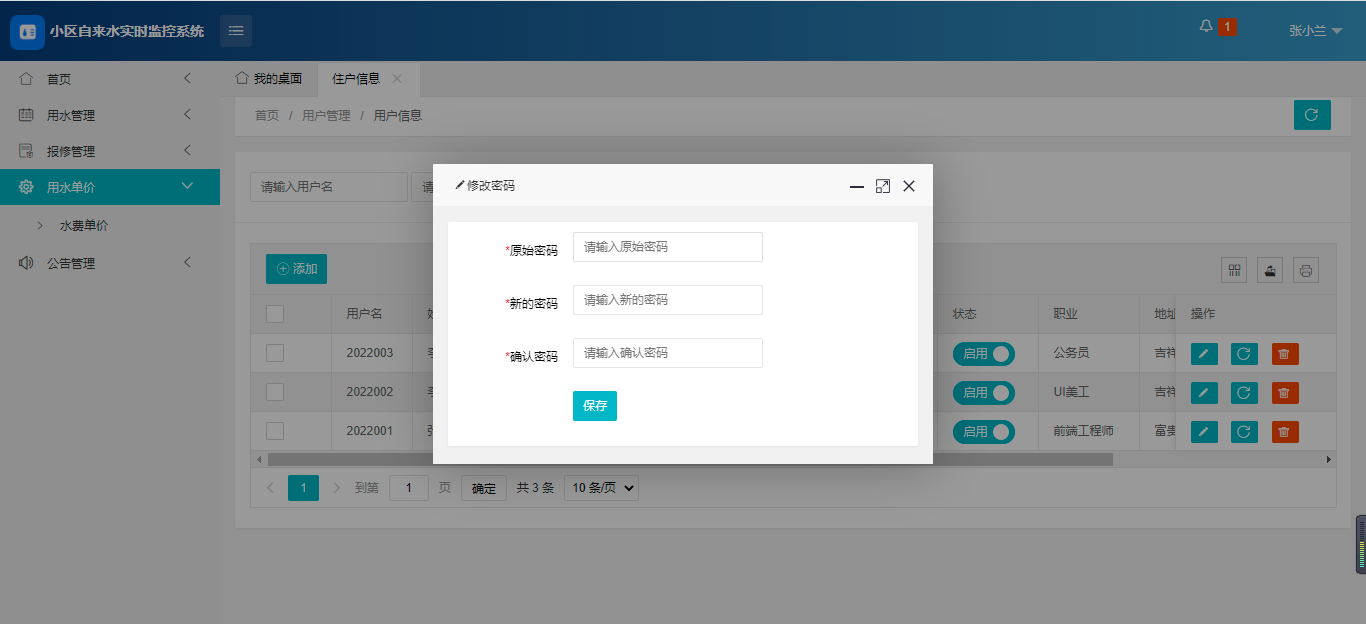 小区自来水实时监控系统
1
张小兰
首页
用水管理
报修管理
用水单价
水费单价
公告管理
我的桌面
住户信息
首页 / 用户管理 / 用户信息
请输入用户名
请
修改密码
*原始密码
请输入原始密码
*新的密码
请输入新的密码
*确认密码
请输入确认密码
保存
添加
用户名 状态 职业 地址 操作
2022003 启用 公务员 吉祥
2022002 启用 UI美工 吉祥
2022001 启用 前端工程师 富贵
1 到第 1 页 确定 共 3 条 10 条/页